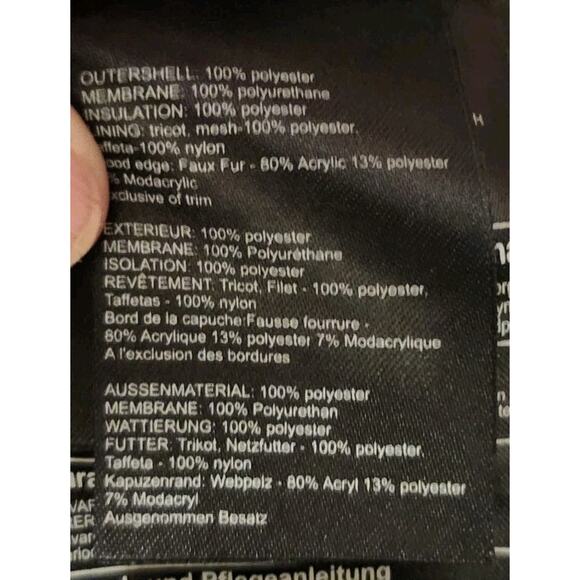 OUTERSHELL: 100% polyester
MEMBRANE: 100% polyurethane
INSULATION: 100% polyester
LINING: tricot, mesh-100% polyester,
affeta-100% nylon
ood edge: Faux Fur - 80% Acrylic 13% polyester
% Modacrylic
xclusive of trim
EXTERIEUR: 100% polyester
MEMBRANE: 100% Polyuréthane
ISOLATION: 100% polyester
REVÊTEMENT: Tricot, Filet - 100% polyester,
Taffetas - 100% nylon
Bord de la capuche:Fausse fourrure -
80% Acrylique 13% polyester 7% Modacrylique
A l'exclusion des bordures
AUSSENMATERIAL: 100% polyester
MEMBRANE: 100% Polyurethan
WATTIERUNG: 100% polyester
FUTTER: Trikot, Netzfutter - 100% polyester,
Taffeta - 100% nylon
Kapuzenrand: Webpelz - 80% Acryl 13% polyester
7% Modacryl
Ausgenommen Besatz
H
und Pflegeanleitung